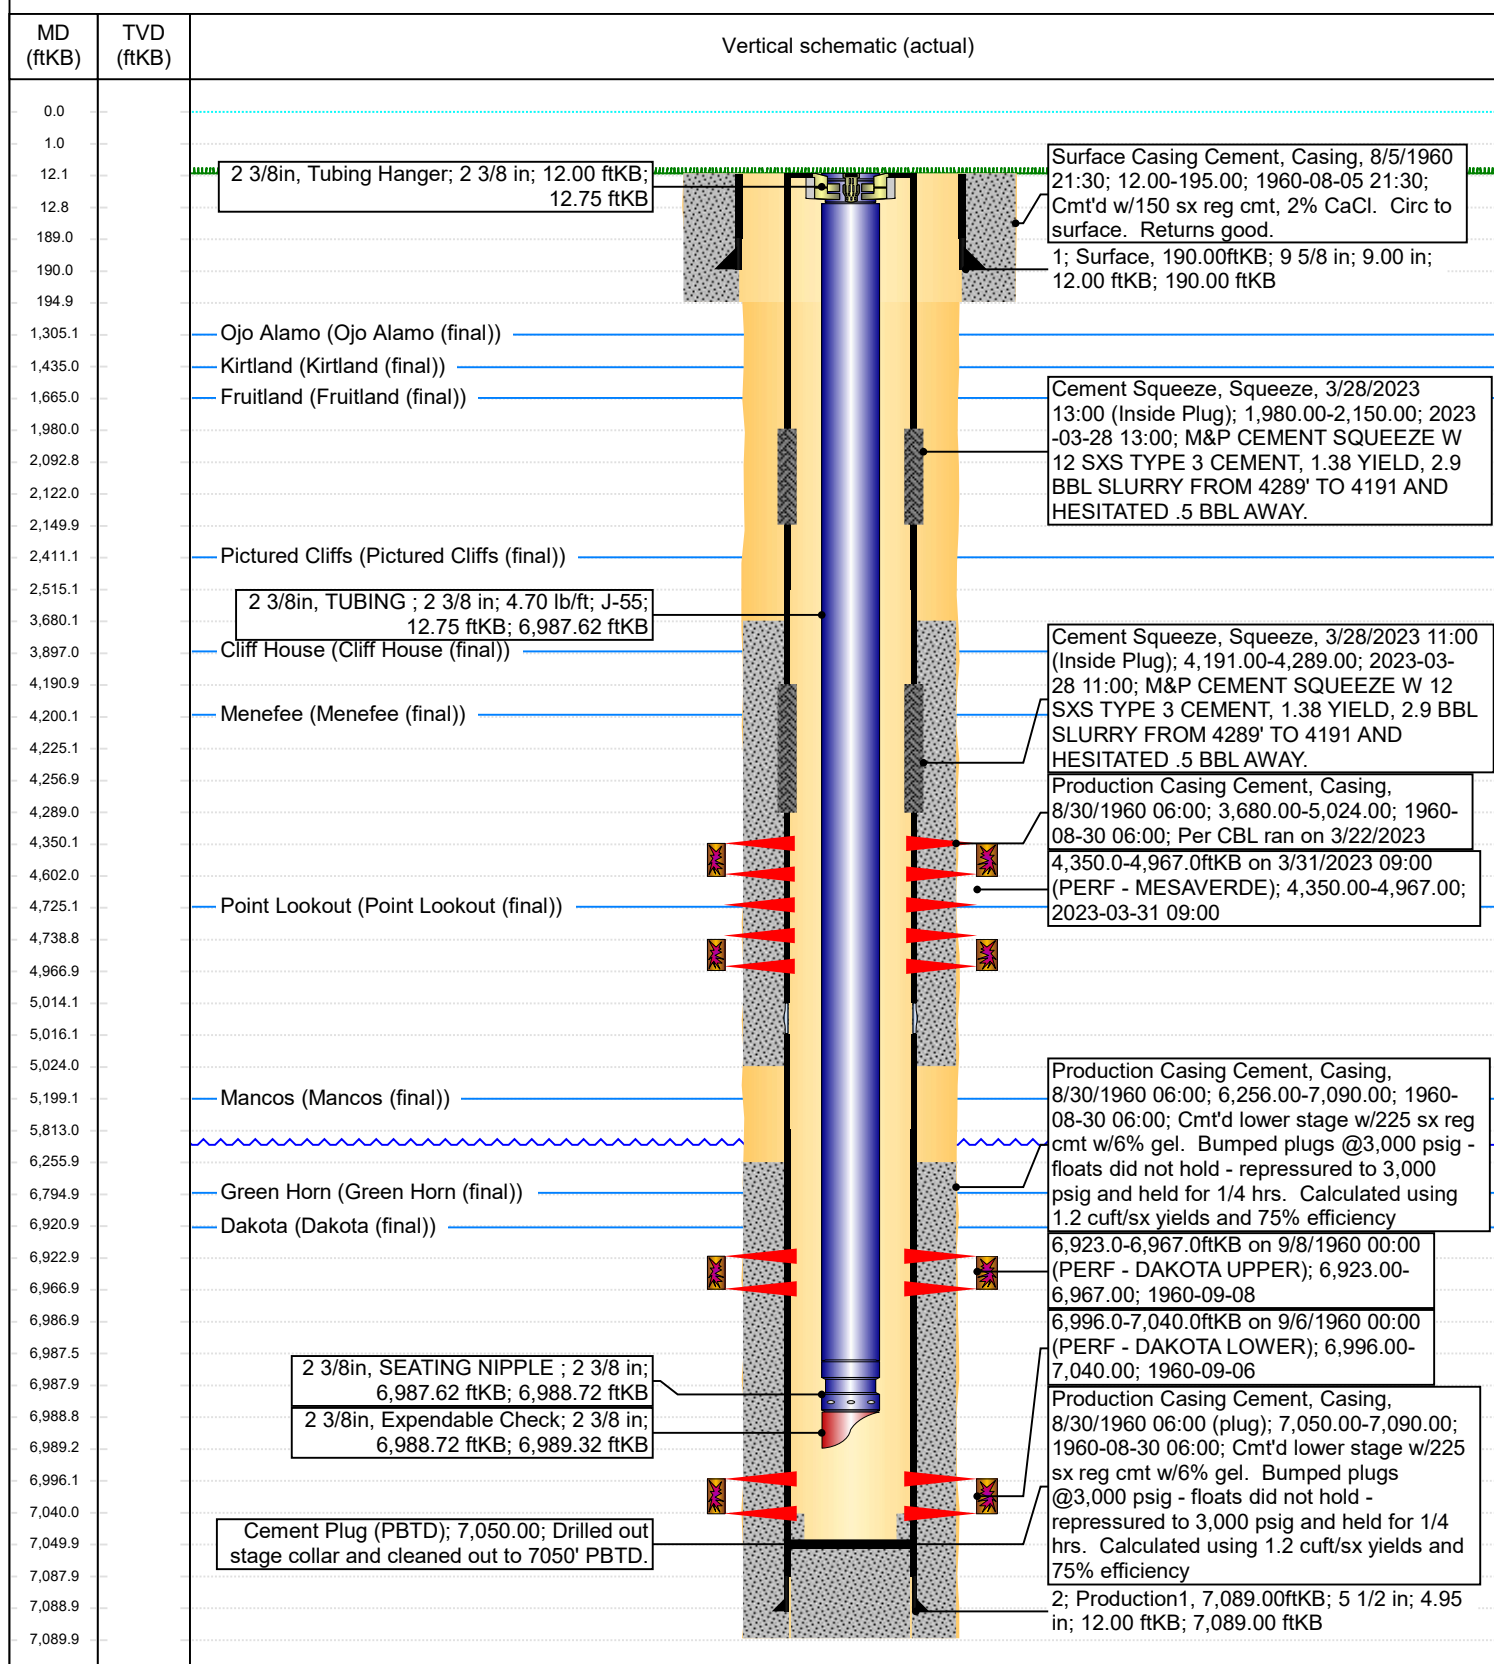 MD
(ftKB)
TVD
(ftKB)
Vertical schematic (actual)
0.0
1.0
12.1
12.8
189.0
190.0
194.9
1,305.1
1,435.0
1,665.0
1,980.0
2,092.8
2,122.0
2,149.9
2,411.1
2,515.1
3,680.1
3,897.0
4,190.9
4,200.1
4,225.1
4,256.9
4,289.0
4,350.1
4,602.0
4,725.1
4,738.8
4,966.9
5,014.1
5,016.1
5,024.0
5,199.1
5,813.0
6,255.9
6,794.9
6,920.9
6,922.9
6,966.9
6,986.9
6,987.5
6,987.9
6,988.8
6,989.2
6,996.1
7,040.0
7,049.9
7,087.9
7,088.9
7,089.9
2 3/8in, Tubing Hanger; 2 3/8 in; 12.00 ftKB;
12.75 ftKB
Ojo Alamo (Ojo Alamo (final))
Kirtland (Kirtland (final))
Fruitland (Fruitland (final))
Pictured Cliffs (Pictured Cliffs (final))
2 3/8in, TUBING ; 2 3/8 in; 4.70 lb/ft; J-55;
12.75 ftKB; 6,987.62 ftKB
Cliff House (Cliff House (final))
Menefee (Menefee (final))
Point Lookout (Point Lookout (final))
Mancos (Mancos (final))
Green Horn (Green Horn (final))
Dakota (Dakota (final))
2 3/8in, SEATING NIPPLE ; 2 3/8 in;
6,987.62 ftKB; 6,988.72 ftKB
2 3/8in, Expendable Check; 2 3/8 in;
6,988.72 ftKB; 6,989.32 ftKB
Cement Plug (PBTD); 7,050.00; Drilled out
stage collar and cleaned out to 7050' PBTD.
Surface Casing Cement, Casing, 8/5/1960
21:30; 12.00-195.00; 1960-08-05 21:30;
Cmt'd w/150 sx reg cmt, 2% CaCl.  Circ to
surface.  Returns good.
1; Surface, 190.00ftKB; 9 5/8 in; 9.00 in;
12.00 ftKB; 190.00 ftKB
Cement Squeeze, Squeeze, 3/28/2023
13:00 (Inside Plug); 1,980.00-2,150.00; 2023
-03-28 13:00; M&P CEMENT SQUEEZE W
12 SXS TYPE 3 CEMENT, 1.38 YIELD, 2.9
BBL SLURRY FROM 4289' TO 4191 AND
HESITATED .5 BBL AWAY.
Cement Squeeze, Squeeze, 3/28/2023 11:00
(Inside Plug); 4,191.00-4,289.00; 2023-03-
28 11:00; M&P CEMENT SQUEEZE W 12
SXS TYPE 3 CEMENT, 1.38 YIELD, 2.9 BBL
SLURRY FROM 4289' TO 4191 AND
HESITATED .5 BBL AWAY.
Production Casing Cement, Casing,
8/30/1960 06:00; 3,680.00-5,024.00; 1960-
08-30 06:00; Per CBL ran on 3/22/2023
4,350.0-4,967.0ftKB on 3/31/2023 09:00
(PERF - MESAVERDE); 4,350.00-4,967.00;
2023-03-31 09:00
Production Casing Cement, Casing,
8/30/1960 06:00; 6,256.00-7,090.00; 1960-
08-30 06:00; Cmt'd lower stage w/225 sx reg
cmt w/6% gel.  Bumped plugs @3,000 psig -
floats did not hold - repressured to 3,000
psig and held for 1/4 hrs.  Calculated using
1.2 cuft/sx yields and 75% efficiency
6,923.0-6,967.0ftKB on 9/8/1960 00:00
(PERF - DAKOTA UPPER); 6,923.00-
6,967.00; 1960-09-08
6,996.0-7,040.0ftKB on 9/6/1960 00:00
(PERF - DAKOTA LOWER); 6,996.00-
7,040.00; 1960-09-06
Production Casing Cement, Casing,
8/30/1960 06:00 (plug); 7,050.00-7,090.00;
1960-08-30 06:00; Cmt'd lower stage w/225
sx reg cmt w/6% gel.  Bumped plugs
@3,000 psig - floats did not hold -
repressured to 3,000 psig and held for 1/4
hrs.  Calculated using 1.2 cuft/sx yields and
75% efficiency
2; Production1, 7,089.00ftKB; 5 1/2 in; 4.95
in; 12.00 ftKB; 7,089.00 ftKB